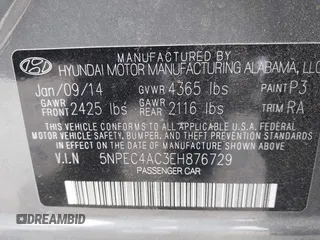 MANUFACTURED BY
HYUNDAI MOTOR MANUFACTURING ALABAMA, LLC
Jan/09/14 GVWR 4365 lbs PAINT P3
GAWR FRONT 2425 lbs GAWR REAR 2116 lbs TRIM RA
THIS VEHICLE CONFORMS TO ALL APPLICABLE U.S. FEDERAL
MOTOR VEHICLE SAFETY, BUMPER, AND THEFT PREVENTION
STANDARDS IN EFFECT ON THE DATE OF MANUFACTURE SHOWN ABOVE.
V.I.N 5NPEC4AC3EH876729
PASSENGER CAR
DREAMBID